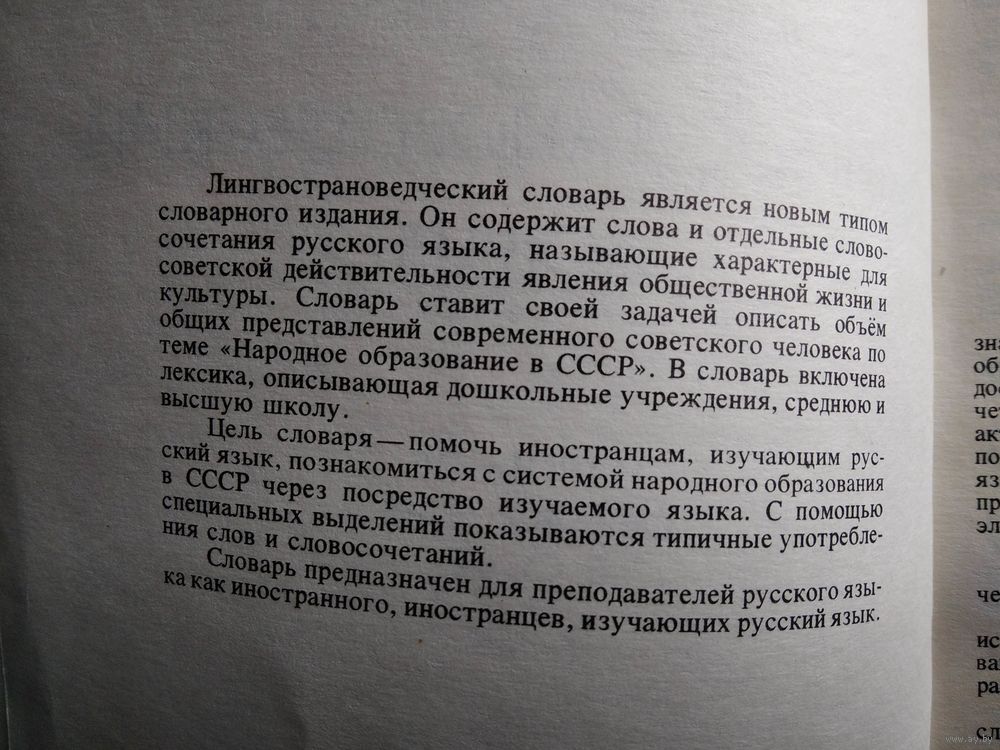 Лингвострановедческий словарь является новым типом
словарного издания. Он содержит слова и отдельные слово-
сочетания русского языка, называющие характерные для
советской действительности явления общественной жизни и
культуры. Словарь ставит своей задачей описать объём
общих представлений современного советского человека по
теме «Народное образование в СССР». В словарь включена
лексика, описывающая дошкольные учреждения, среднюю и
высшую школу.
Цель словаря — помочь иностранцам, изучающим рус-
ский язык, познакомиться с системой народного образования
в СССР через посредство изучаемого языка. С помощью
специальных выделений показываются типичные употребле-
ния слов и словосочетаний.
Словарь предназначен для преподавателей русского язы-
ка как иностранного, иностранцев, изучающих русский язык.
www.ay.by